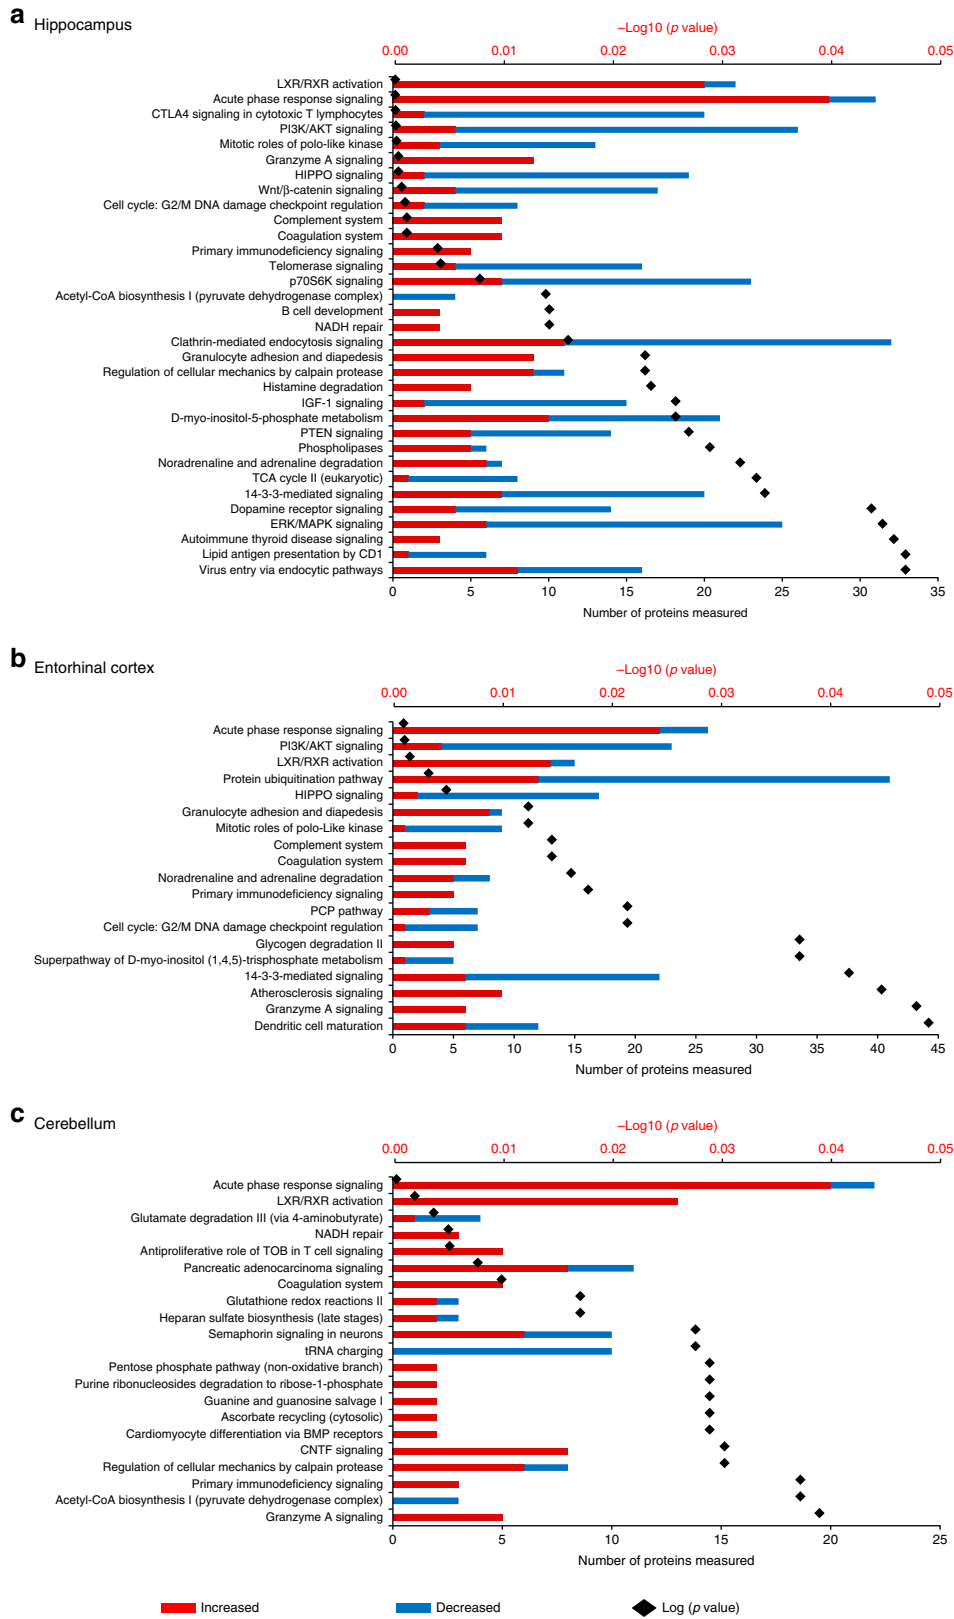 a
Hippocampus
–Log10 (p value)
0.00 0.01 0.02 0.03 0.04 0.05
LXR/RXR activation
Acute phase response signaling
CTLA4 signaling in cytotoxic T lymphocytes
PI3K/AKT signaling
Mitotic roles of polo-like kinase
Granzyme A signaling
HIPPO signaling
Wnt/β-catenin signaling
Cell cycle: G2/M DNA damage checkpoint regulation
Complement system
Coagulation system
Primary immunodeficiency signaling
Telomerase signaling
p70S6K signaling
Acetyl-CoA biosynthesis I (pyruvate dehydrogenase complex)
B cell development
NADH repair
Clathrin-mediated endocytosis signaling
Granulocyte adhesion and diapedesis
Regulation of cellular mechanics by calpain protease
Histamine degradation
IGF-1 signaling
D-myo-inositol-5-phosphate metabolism
PTEN signaling
Phospholipases
Noradrenaline and adrenaline degradation
TCA cycle II (eukaryotic)
14-3-3-mediated signaling
Dopamine receptor signaling
ERK/MAPK signaling
Autoimmune thyroid disease signaling
Lipid antigen presentation by CD1
Virus entry via endocytic pathways
0 5 10 15 20 25 30 35
Number of proteins measured
b
Entorhinal cortex
–Log10 (p value)
0.00 0.01 0.02 0.03 0.04 0.05
Acute phase response signaling
PI3K/AKT signaling
LXR/RXR activation
Protein ubiquitination pathway
HIPPO signaling
Granulocyte adhesion and diapedesis
Mitotic roles of polo-Like kinase
Complement system
Coagulation system
Noradrenaline and adrenaline degradation
Primary immunodeficiency signaling
PCP pathway
Cell cycle: G2/M DNA damage checkpoint regulation
Glycogen degradation II
Superpathway of D-myo-inositol (1,4,5)-trisphosphate metabolism
14-3-3-mediated signaling
Atherosclerosis signaling
Granzyme A signaling
Dendritic cell maturation
0 5 10 15 20 25 30 35 40 45
Number of proteins measured
c
Cerebellum
–Log10 (p value)
0.00 0.01 0.02 0.03 0.04 0.05
Acute phase response signaling
LXR/RXR activation
Glutamate degradation III (via 4-aminobutyrate)
NADH repair
Antiproliferative role of TOB in T cell signaling
Pancreatic adenocarcinoma signaling
Coagulation system
Glutathione redox reactions II
Heparan sulfate biosynthesis (late stages)
Semaphorin signaling in neurons
tRNA charging
Pentose phosphate pathway (non-oxidative branch)
Purine ribonucleosides degradation to ribose-1-phosphate
Guanine and guanosine salvage I
Ascorbate recycling (cytosolic)
Cardiomyocyte differentiation via BMP receptors
CNTF signaling
Regulation of cellular mechanics by calpain protease
Primary immunodeficiency signaling
Acetyl-CoA biosynthesis I (pyruvate dehydrogenase complex)
Granzyme A signaling
0 5 10 15 20 25
Number of proteins measured
Increased Decreased Log (p value)